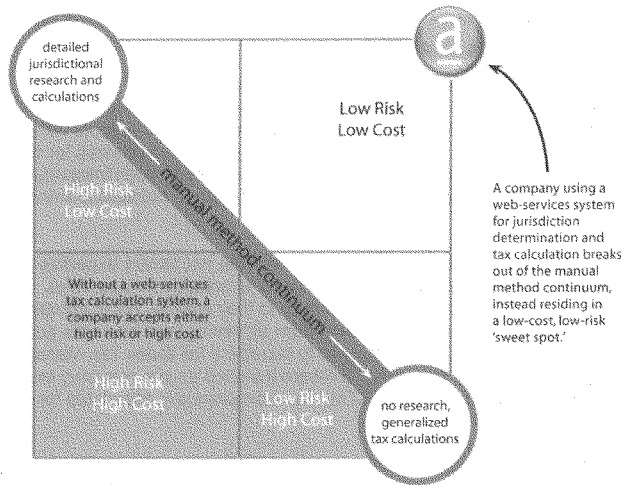 detailed
jurisdictional
research and
calculations
a
Low Risk
Low Cost
High Risk
Low Cost
manual method continuum
A company using a
web-services system
for jurisdiction
determination and
tax calculation breaks
out of the manual
method continuum,
instead residing in
a low-cost, low-risk
'sweet spot.'
Without a web-services
tax calculation system, a
company accepts either
high risk or high cost.
High Risk
High Cost
Low Risk
High Cost
no research,
generalized
tax calculations